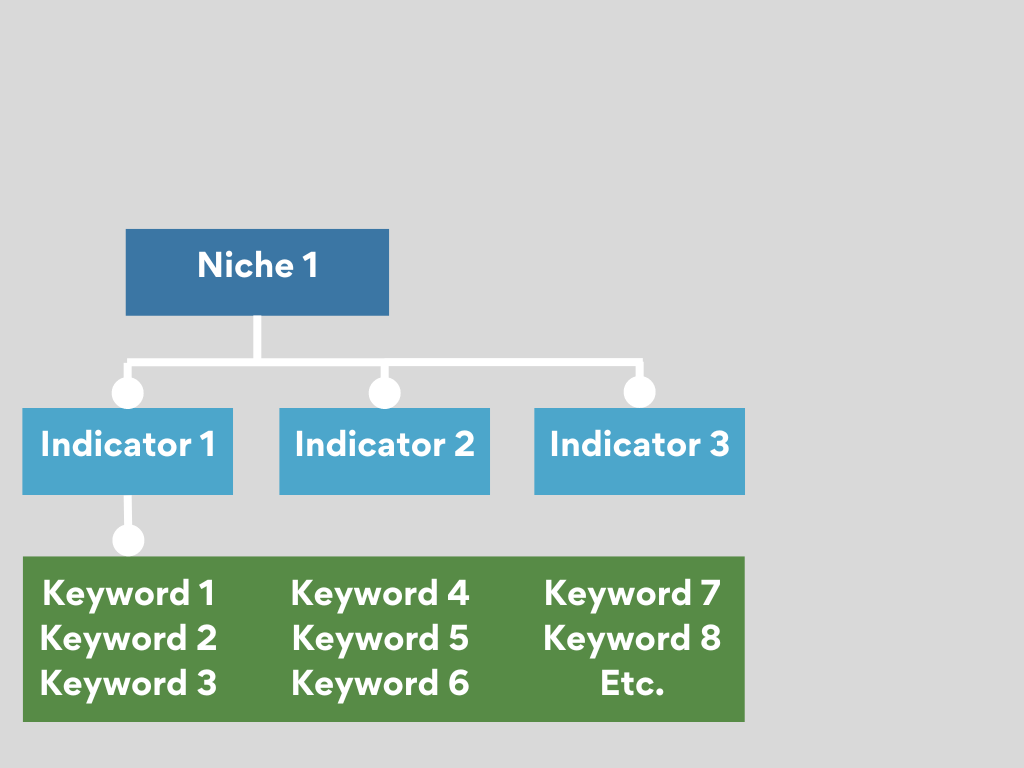 Niche 1
Indicator 1
Indicator 2
Indicator 3
Keyword 1
Keyword 2
Keyword 3
Keyword 4
Keyword 5
Keyword 6
Keyword 7
Keyword 8
Etc.